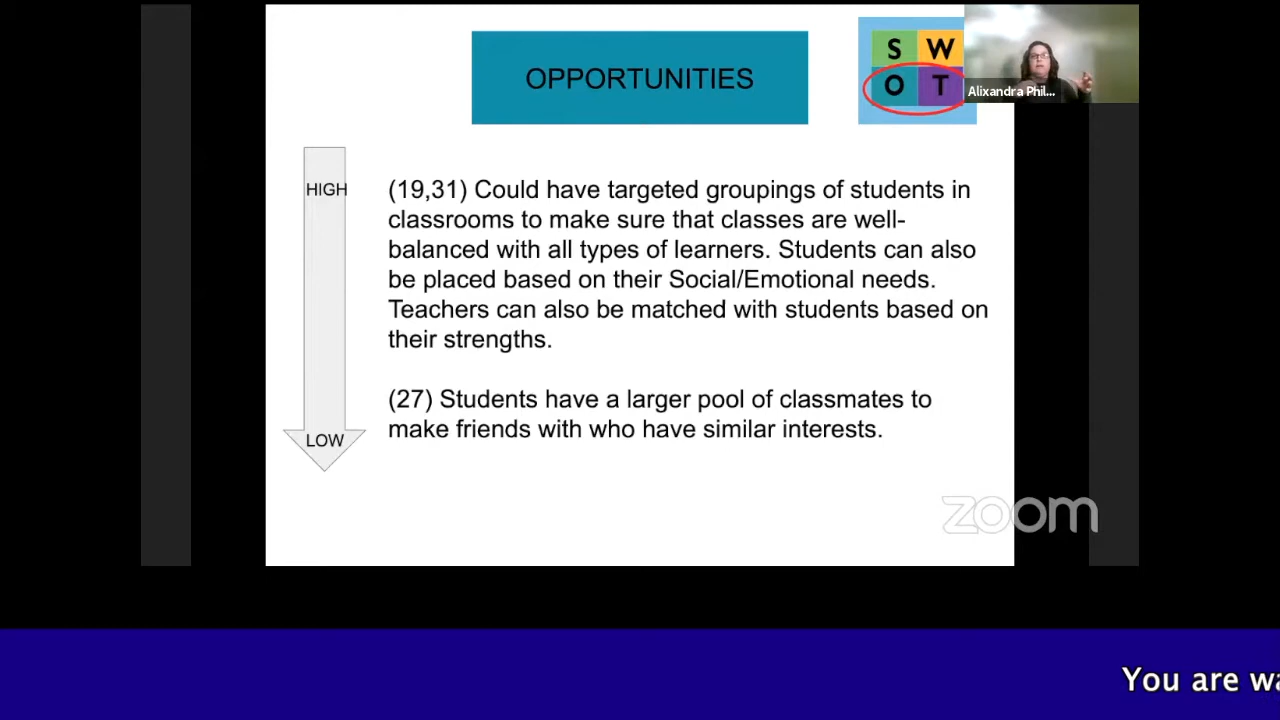 OPPORTUNITIES
S W
O T
Alixandra Phil...
HIGH
(19,31) Could have targeted groupings of students in
classrooms to make sure that classes are well-
balanced with all types of learners. Students can also
be placed based on their Social/Emotional needs.
Teachers can also be matched with students based on
their strengths.
(27) Students have a larger pool of classmates to
make friends with who have similar interests.
LOW
zoom
You are wa